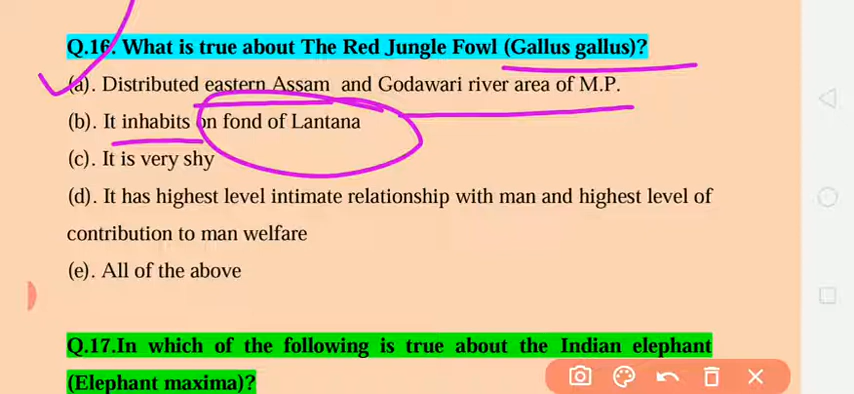 Q.16. What is true about The Red Jungle Fowl (Gallus gallus)?
(a). Distributed eastern Assam and Godawari river area of M.P.
(b). It inhabits on fond of Lantana
(c). It is very shy
(d). It has highest level intimate relationship with man and highest level of
contribution to man welfare
(e). All of the above
Q.17.In which of the following is true about the Indian elephant
(Elephant maxima)?